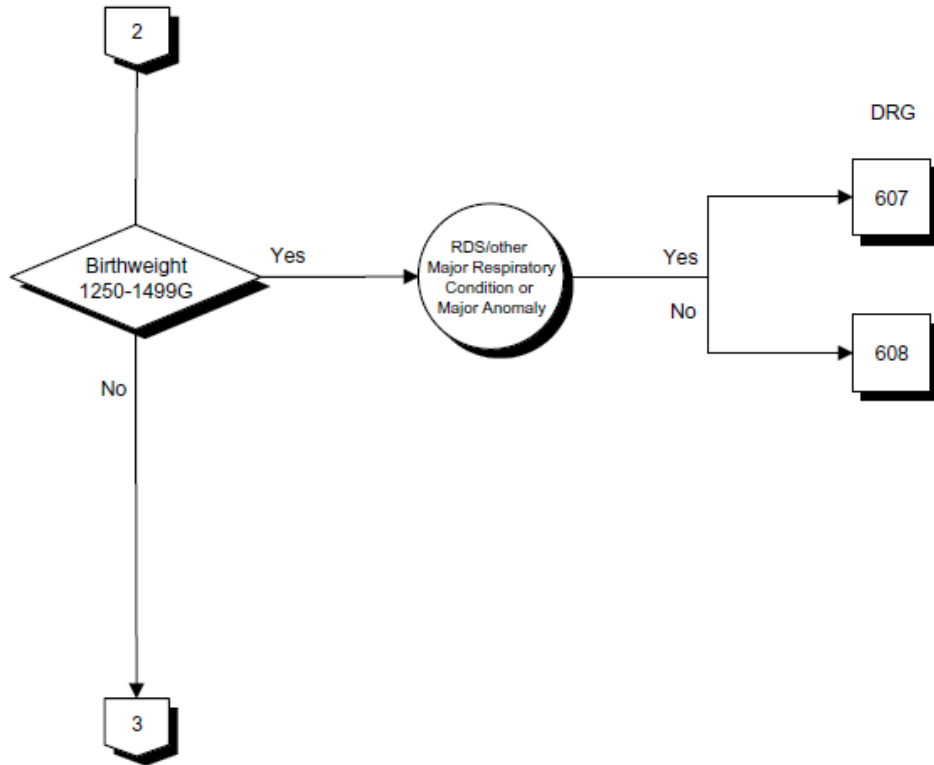 2
DRG
607
Birthweight
1250-1499G
Yes
RDS/other
Major Respiratory
Condition or
Major Anomaly
Yes
No
608
No
3